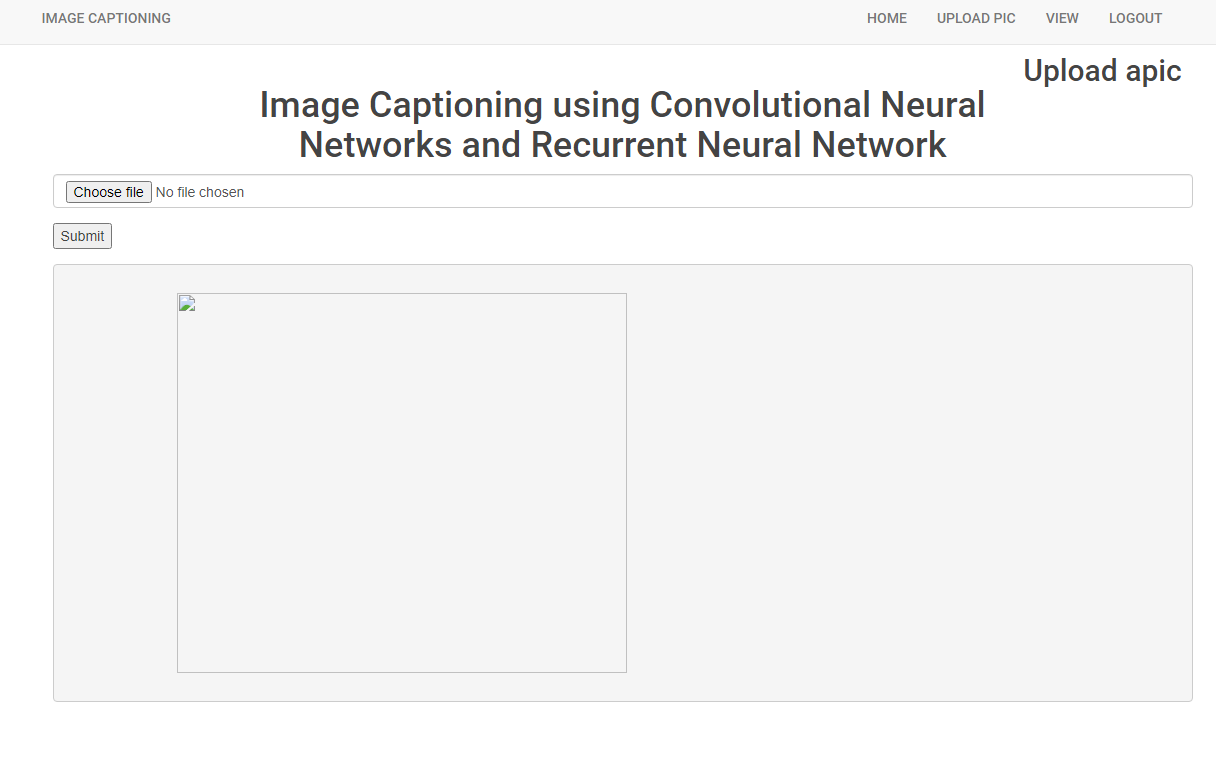 IMAGE CAPTIONING HOME UPLOAD PIC VIEW LOGOUT
Upload apic
Image Captioning using Convolutional Neural
Networks and Recurrent Neural Network
Choose file No file chosen
Submit